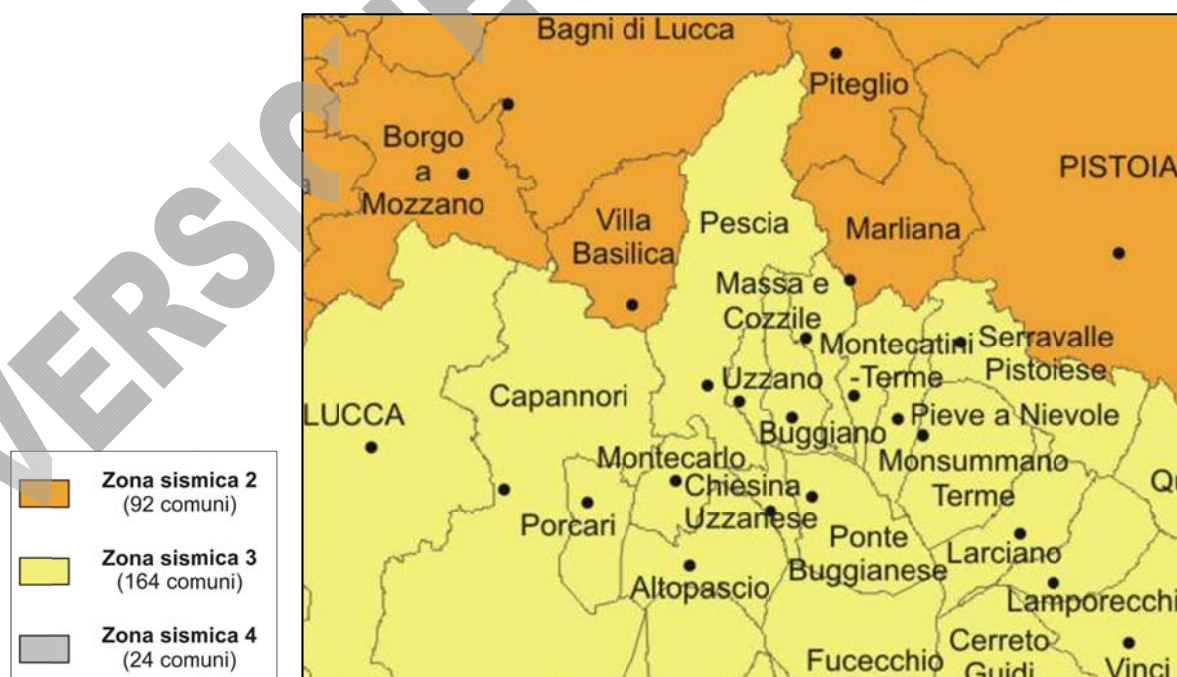 Bagni di Lucca
Piteglio
Borgo
a
Mozzano
PISTOIA
Villa
Basilica
Pescia
Marliana
Massa e
Cozzile
Montecatini
-Terme
Serravalle
Pistoiese
Uzzano
Capannori
LUCCA
Buggiano
Pieve a Nievole
Montecarlo
Monsummano
Terme
Qu
Chiesina
Uzzanese
Porcari
Ponte
Buggianese
Larciano
Altopascio
Lamporecchi
Cerreto
Guidi
Fucecchio
Vinci
Zona sismica 2
(92 comuni)
Zona sismica 3
(164 comuni)
Zona sismica 4
(24 comuni)
VERSIO